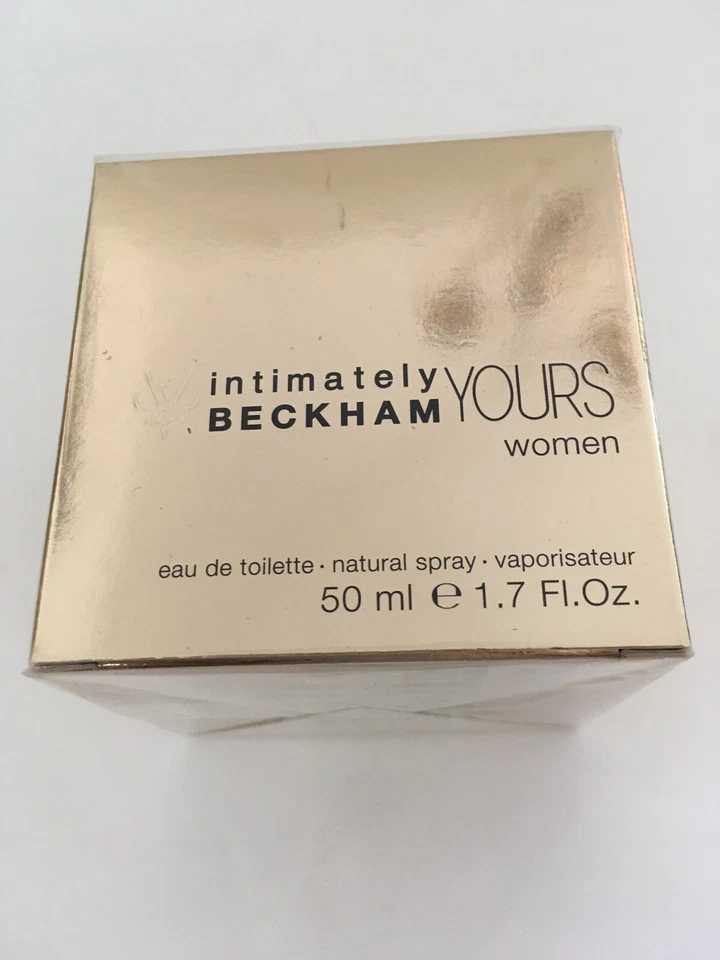 intimately
BECKHAM YOURS
women
eau de toilette · natural spray · vaporisateur
50 ml ℮ 1.7 Fl.Oz.